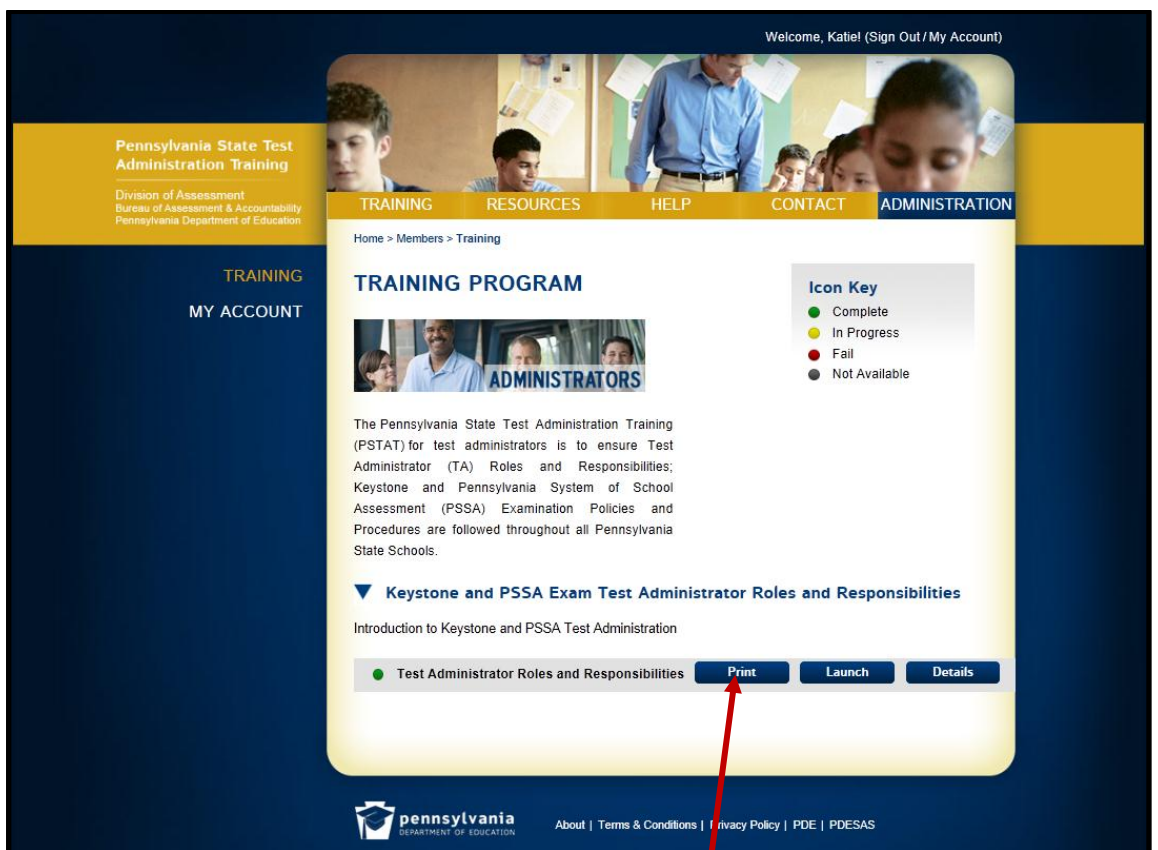 Welcome, Katie! (Sign Out / My Account)
Pennsylvania State Test
Administration Training
Division of Assessment
Bureau of Assessment & Accountability
Pennsylvania Department of Education
TRAINING RESOURCES HELP CONTACT ADMINISTRATION
Home > Members > Training
TRAINING
MY ACCOUNT
TRAINING PROGRAM
ADMINISTRATORS
Icon Key
Complete
In Progress
Fail
Not Available
The Pennsylvania State Test Administration Training
(PSTAT) for test administrators is to ensure Test
Administrator (TA) Roles and Responsibilities;
Keystone and Pennsylvania System of School
Assessment (PSSA) Examination Policies and
Procedures are followed throughout all Pennsylvania
State Schools.
Keystone and PSSA Exam Test Administrator Roles and Responsibilities
Introduction to Keystone and PSSA Test Administration
Test Administrator Roles and Responsibilities Print Launch Details
pennsylvania
DEPARTMENT OF EDUCATION
About | Terms & Conditions | Privacy Policy | PDE | PDESAS